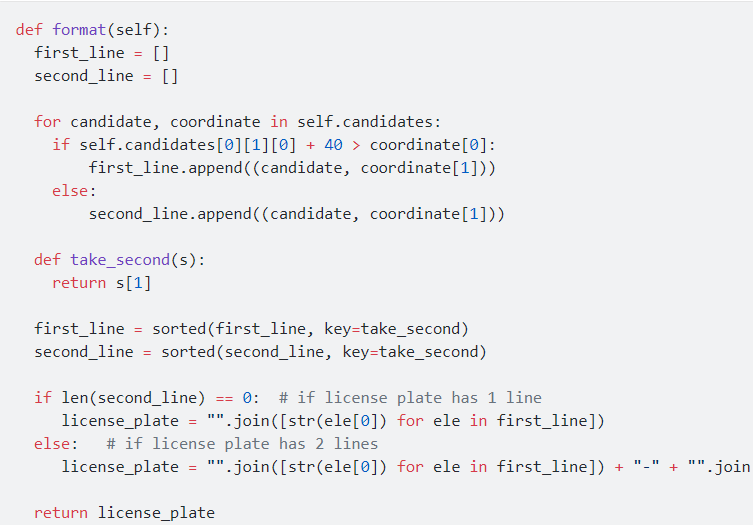 def format(self):
  first_line = []
  second_line = []

  for candidate, coordinate in self.candidates:
    if self.candidates[0][1][0] + 40 > coordinate[0]:
        first_line.append((candidate, coordinate[1]))
    else:
        second_line.append((candidate, coordinate[1]))

  def take_second(s):
    return s[1]

  first_line = sorted(first_line, key=take_second)
  second_line = sorted(second_line, key=take_second)

  if len(second_line) == 0:  # if license plate has 1 line
     license_plate = "".join([str(ele[0]) for ele in first_line])
  else:   # if license plate has 2 lines
     license_plate = "".join([str(ele[0]) for ele in first_line]) + "-" + "".join

  return license_plate